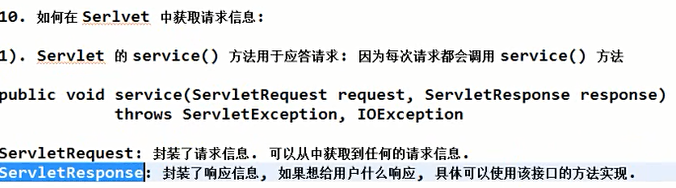 10. 如何在 Serlvet 中获取请求信息:
1). Servlet 的 service() 方法用于应答请求: 因为每次请求都会调用 service() 方法
public void service(ServletRequest request, ServletResponse response)
throws ServletException, IOException
ServletRequest: 封装了请求信息. 可以从中获取到任何的请求信息.
ServletResponse: 封装了响应信息, 如果想给用户什么响应, 具体可以使用该接口的方法实现.